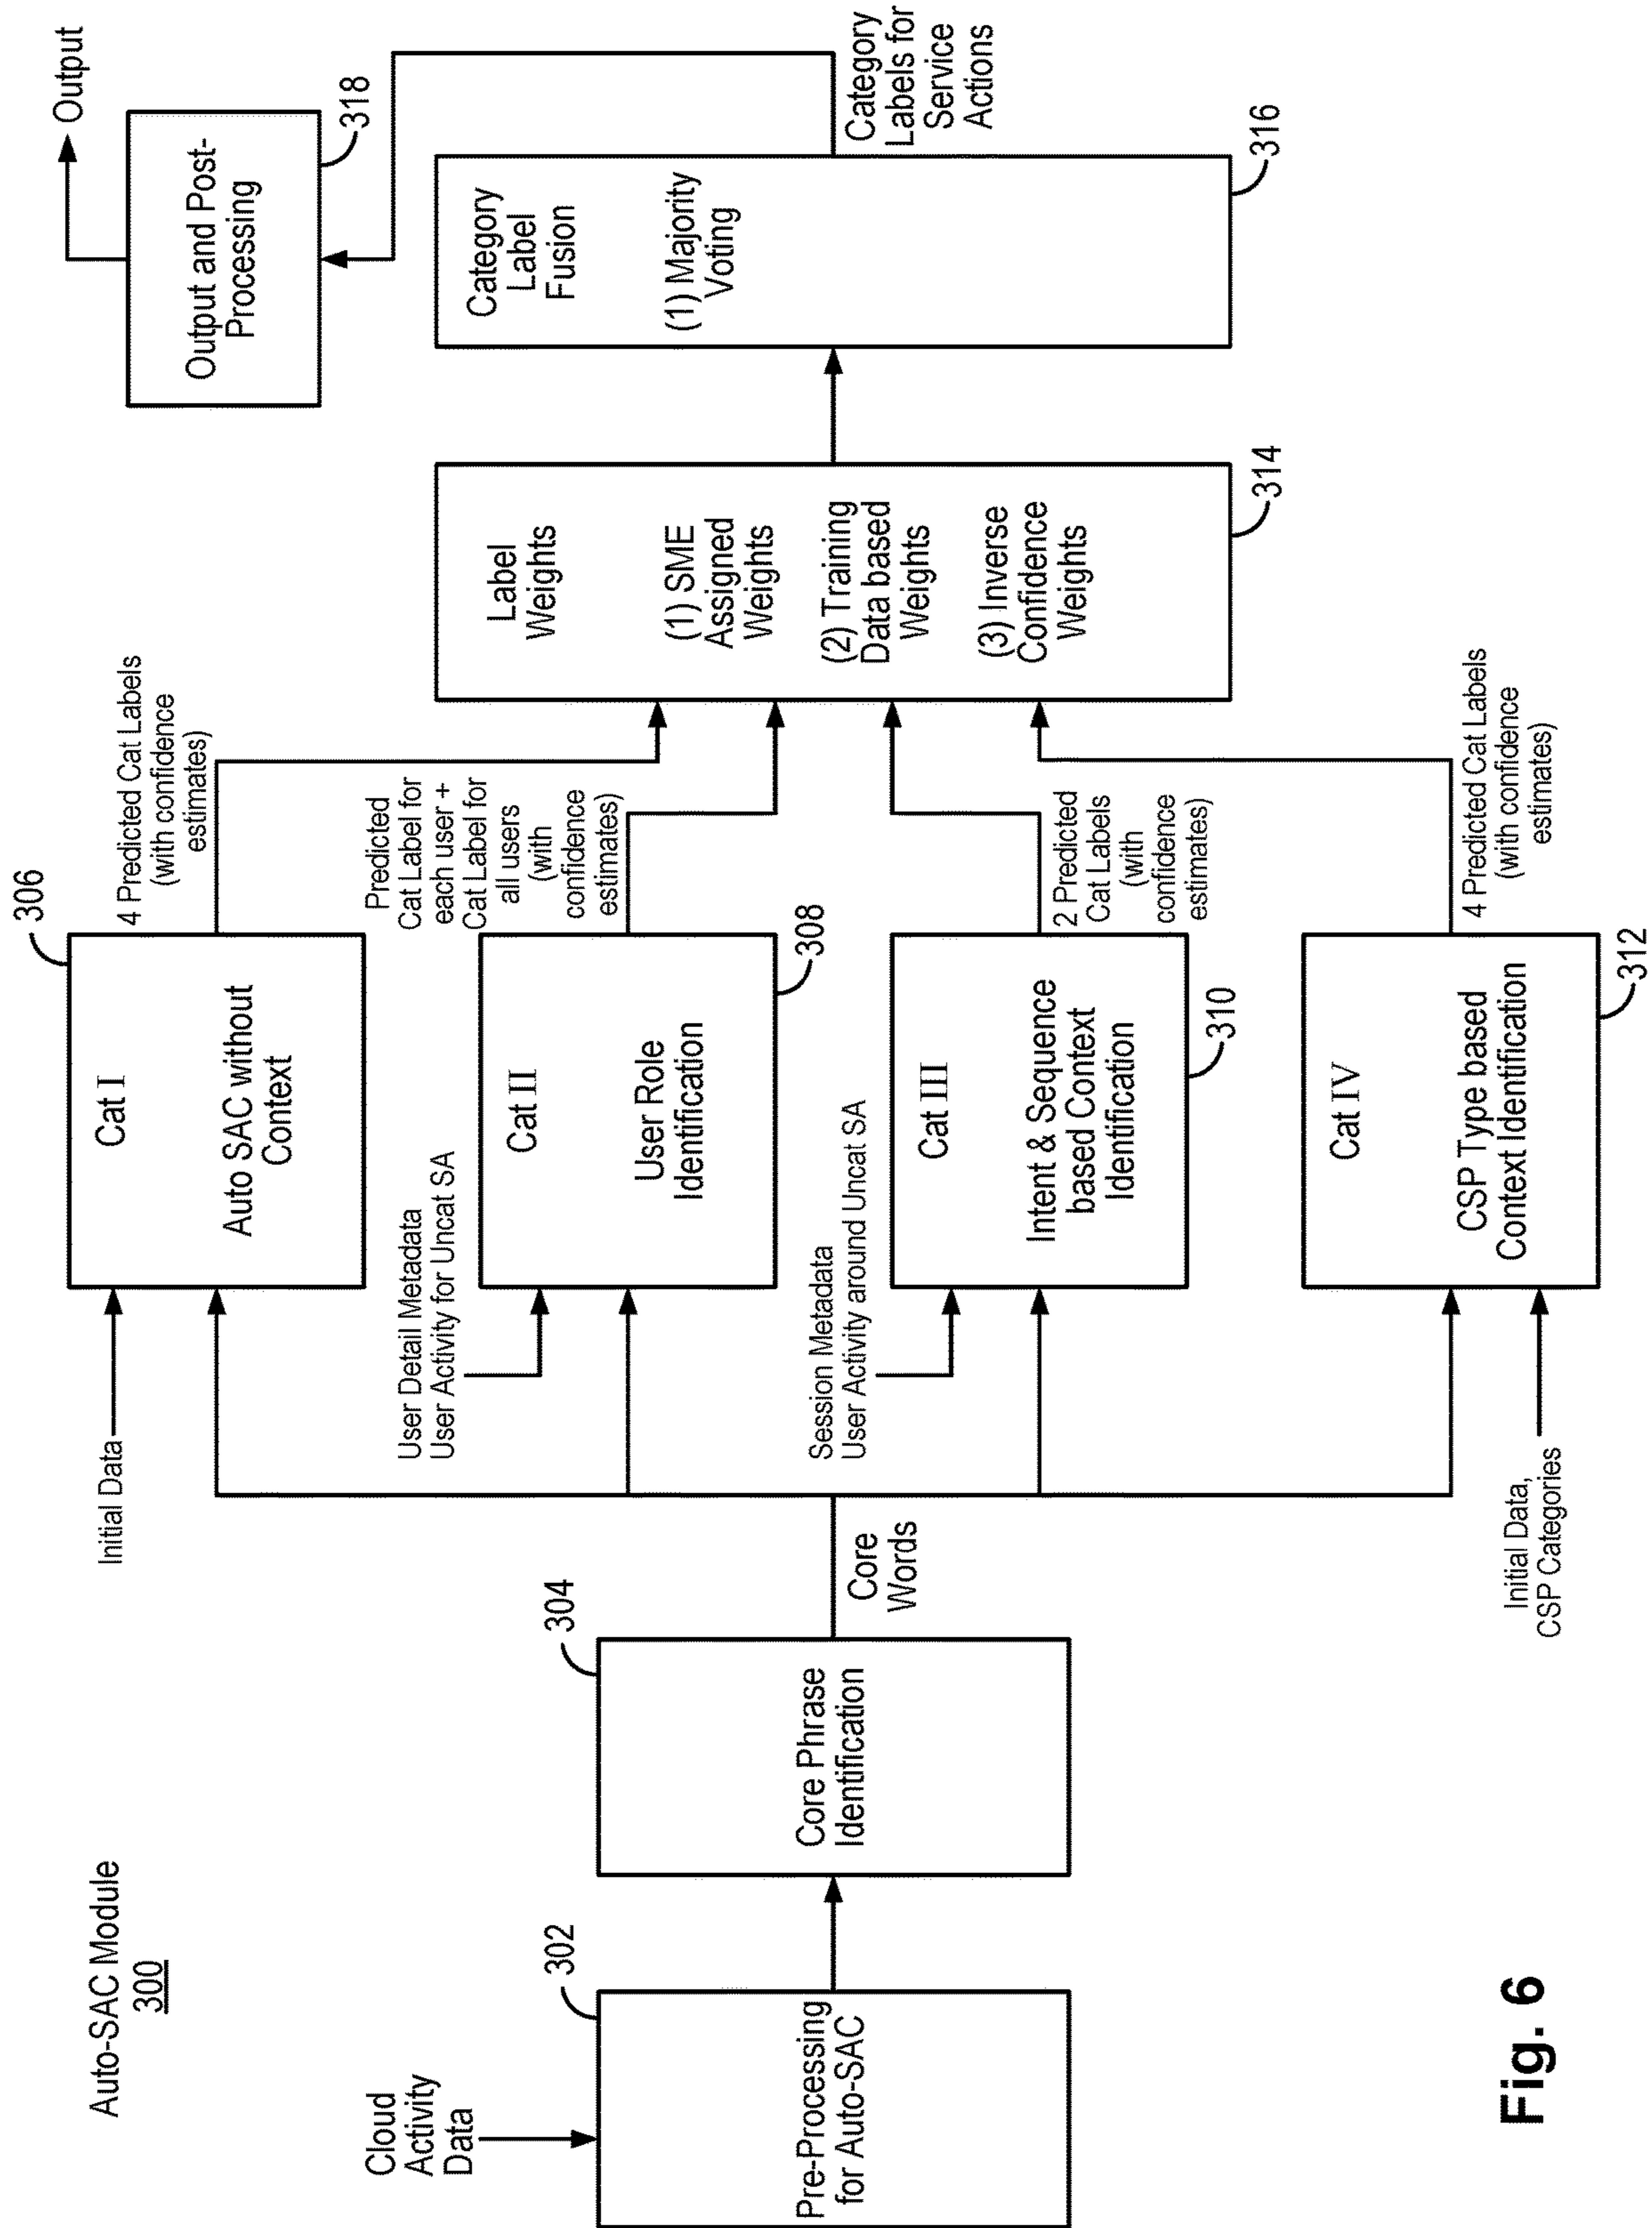 Auto-SAC Module
300
Cloud
Activity
Data
302
Pre-Processing
for Auto-SAC
304
Core Phrase
Identification
Core
Words
Initial Data
306
Cat I
Auto SAC without
Context
4 Predicted Cat Labels
(with confidence
estimates)
User Detail Metadata
User Activity for Uncat SA
Cat II
User Role
Identification
308
Predicted
Cat Label for
each user +
Cat Label for
all users
(with
confidence
estimates)
Session Metadata
User Activity around Uncat SA
Cat III
Intent & Sequence
based Context
Identification
310
2 Predicted
Cat Labels
(with
confidence
estimates)
Initial Data,
CSP Categories
Cat IV
CSP Type based
Context Identification
312
4 Predicted Cat Labels
(with confidence
estimates)
Label
Weights
(1) SME
Assigned
Weights
(2) Training
Data based
Weights
(3) Inverse
Confidence
Weights
314
Category
Label
Fusion
(1) Majority
Voting
316
Category
Labels for
Service
Actions
Output and Post-
Processing
318
Output
Fig. 6